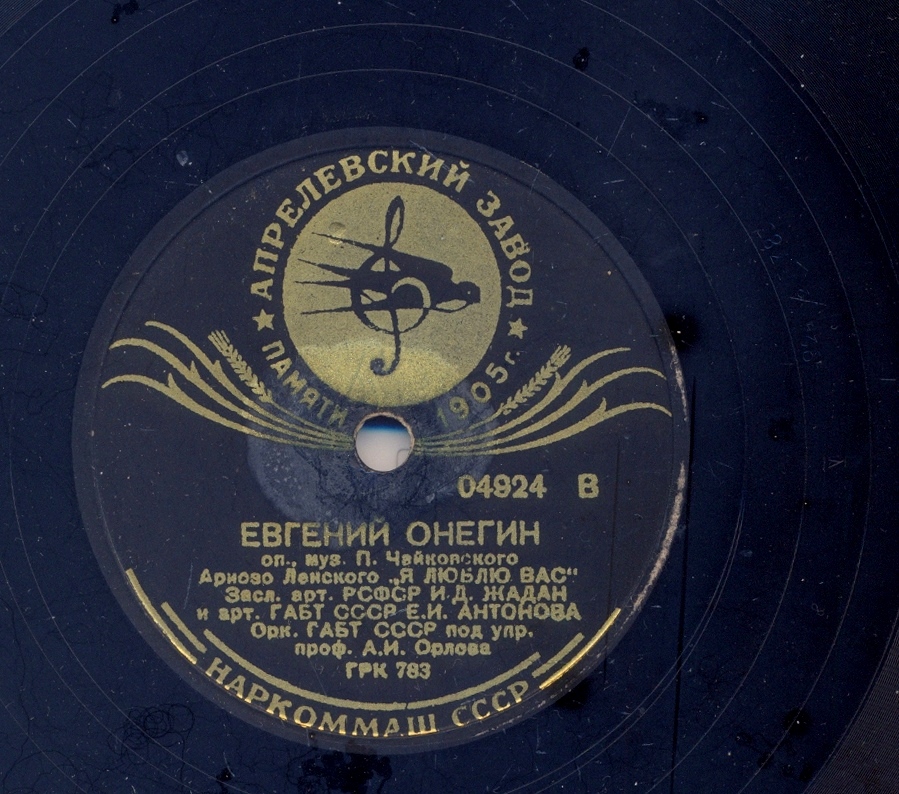 АПРЕЛЕВСКИЙ ЗАВОД
ПАМЯТИ 1905 г.
04924 В
ЕВГЕНИЙ ОНЕГИН
оп., муз. П. Чайковского
Ариозо Ленского „Я ЛЮБЛЮ ВАС“
Засл. арт. РСФСР И.Д. ЖАДАН
и арт. ГАБТ СССР Е.И. АНТОНОВА
Орк. ГАБТ СССР под упр.
проф. А.И. Орлова
ГРК 783
НАРКОММАШ СССР